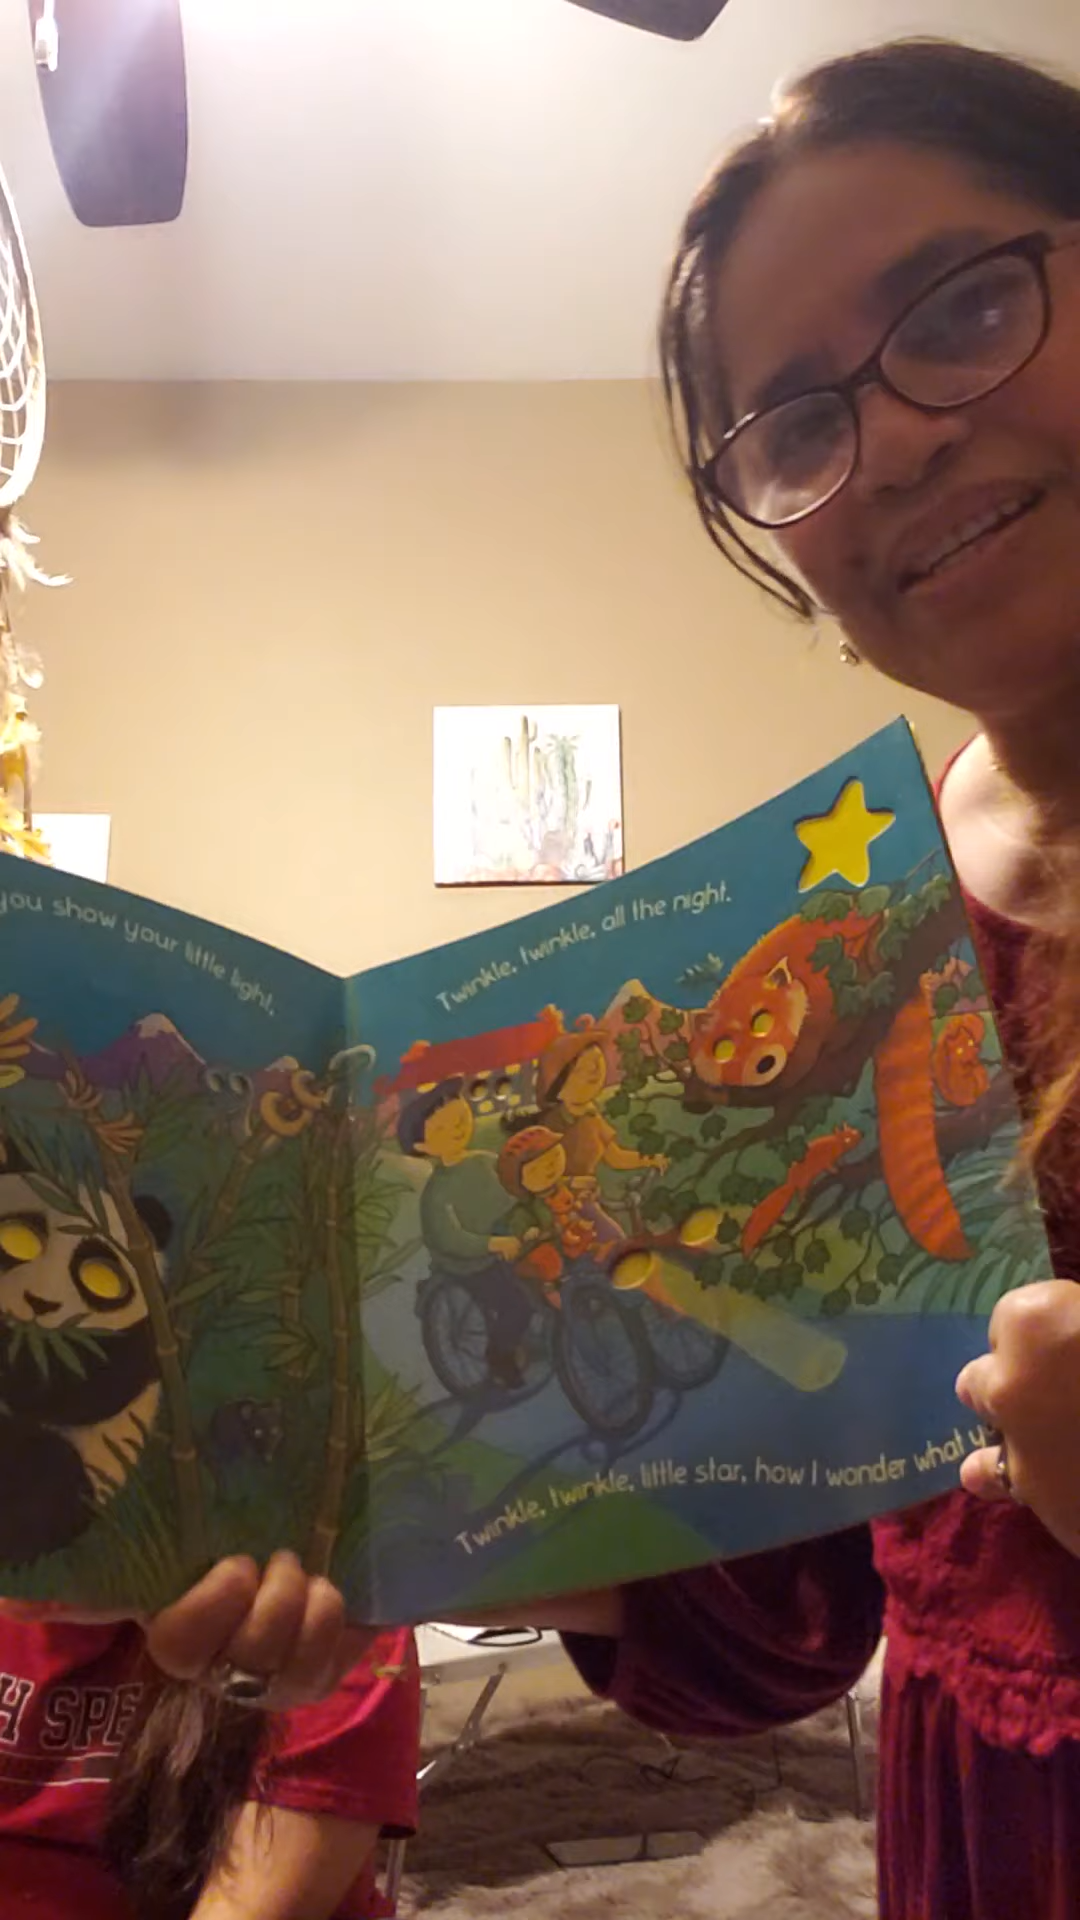 you show your little light.
Twinkle, twinkle, all the night.
Twinkle, twinkle, little star, how I wonder what
H SPE